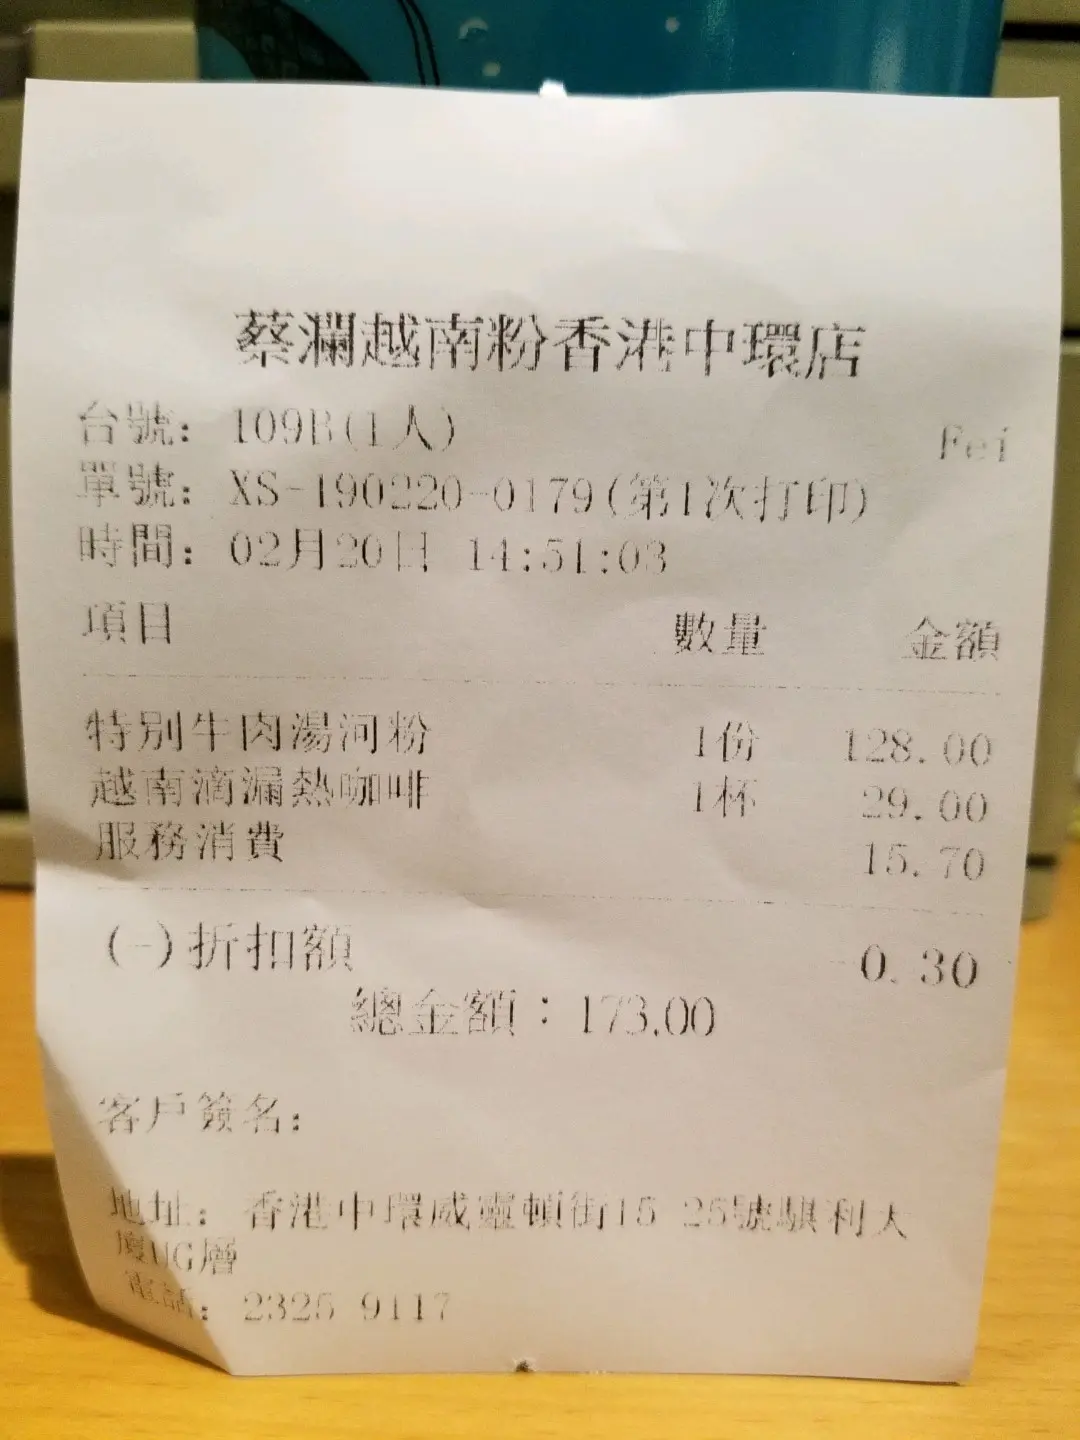 蔡瀾越南粉香港中環店
台號: 109B(1人)
Fei
單號: XS-190220-0179(第1次打印)
時間: 02月20日 14:51:03
項目 數量 金額
特別牛肉湯河粉 1份 128.00
越南滴漏熱咖啡 1杯 29.00
服務消費 15.70
(-)折扣額 -0.30
總金額：173.00
客戶簽名:
地址: 香港中環威靈頓街15-25號騏利大
廈UG層
電話: 2325 9117